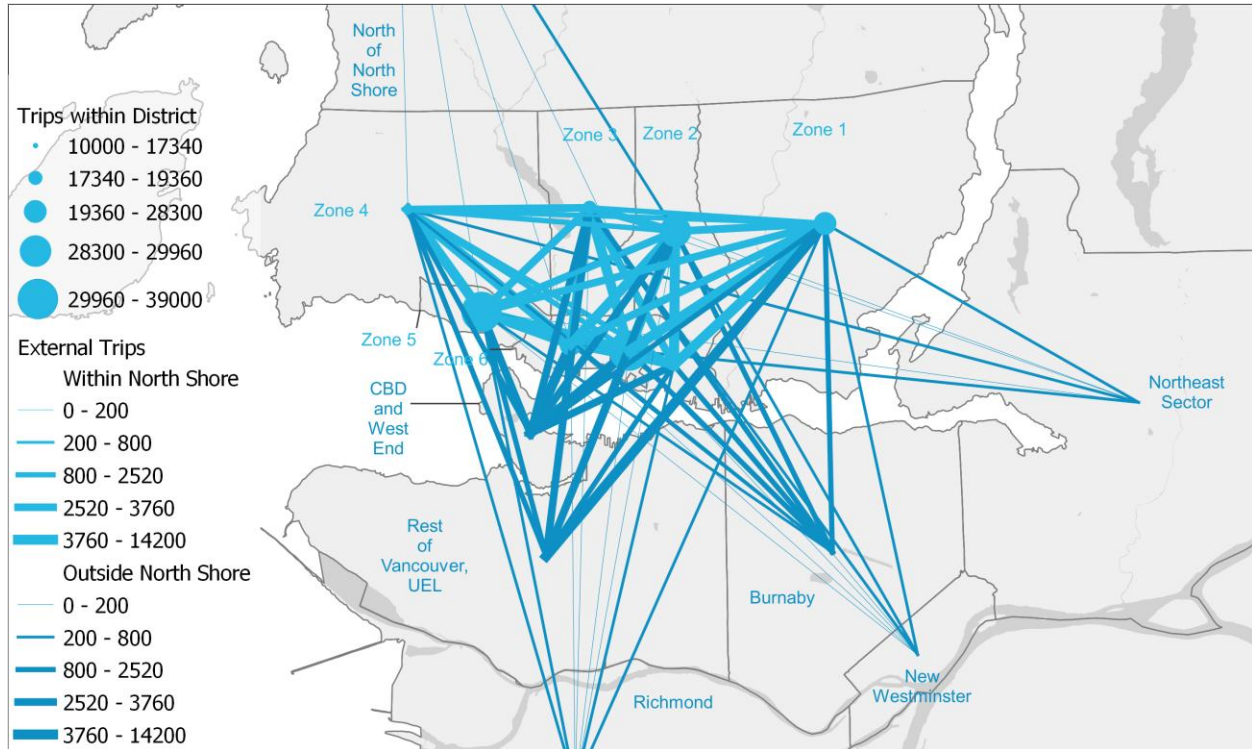 North
of
North
Shore
Trips within District
10000 - 17340
17340 - 19360
19360 - 28300
28300 - 29960
29960 - 39000
External Trips
Within North Shore
0 - 200
200 - 800
800 - 2520
2520 - 3760
3760 - 14200
Outside North Shore
0 - 200
200 - 800
800 - 2520
2520 - 3760
3760 - 14200
Zone 3
Zone 2
Zone 1
Zone 4
Zone 5
Zone 6
CBD
and
West
End
Northeast
Sector
Rest
of
Vancouver,
UEL
Burnaby
New
Westminster
Richmond